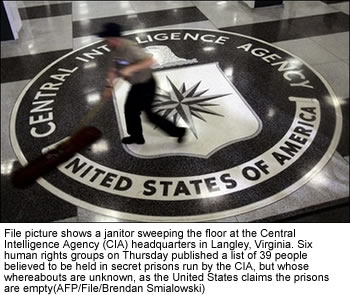 CENTRAL INTELLIGENCE AGENCY
UNITED STATES OF AMERICA
File picture shows a janitor sweeping the floor at the Central
Intelligence Agency (CIA) headquarters in Langley, Virginia. Six
human rights groups on Thursday published a list of 39 people
believed to be held in secret prisons run by the CIA, but whose
whereabouts are unknown, as the United States claims the prisons
are empty(AFP/File/Brendan Smialowski)